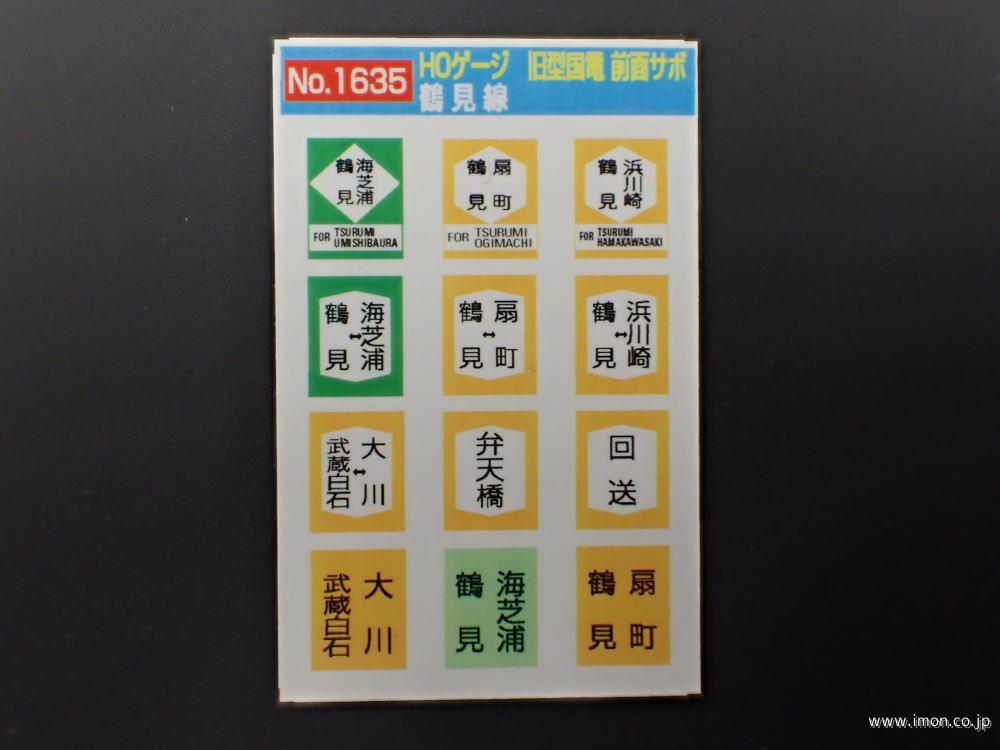 No.1635
HOゲージ 旧型国電 前面サボ
鶴見線
海芝浦
鶴見
FOR TSURUMI
UMISHIBAURA
扇町
鶴見
FOR TSURUMI
OGIMACHI
浜川崎
鶴見
FOR TSURUMI
HAMAKAWASAKI
海芝浦
↔
鶴見
扇町
↔
鶴見
浜川崎
↔
鶴見
大川
↔
武蔵白石
弁天橋
回送
大川
武蔵白石
海芝浦
鶴見
扇町
鶴見
www.imon.co.jp